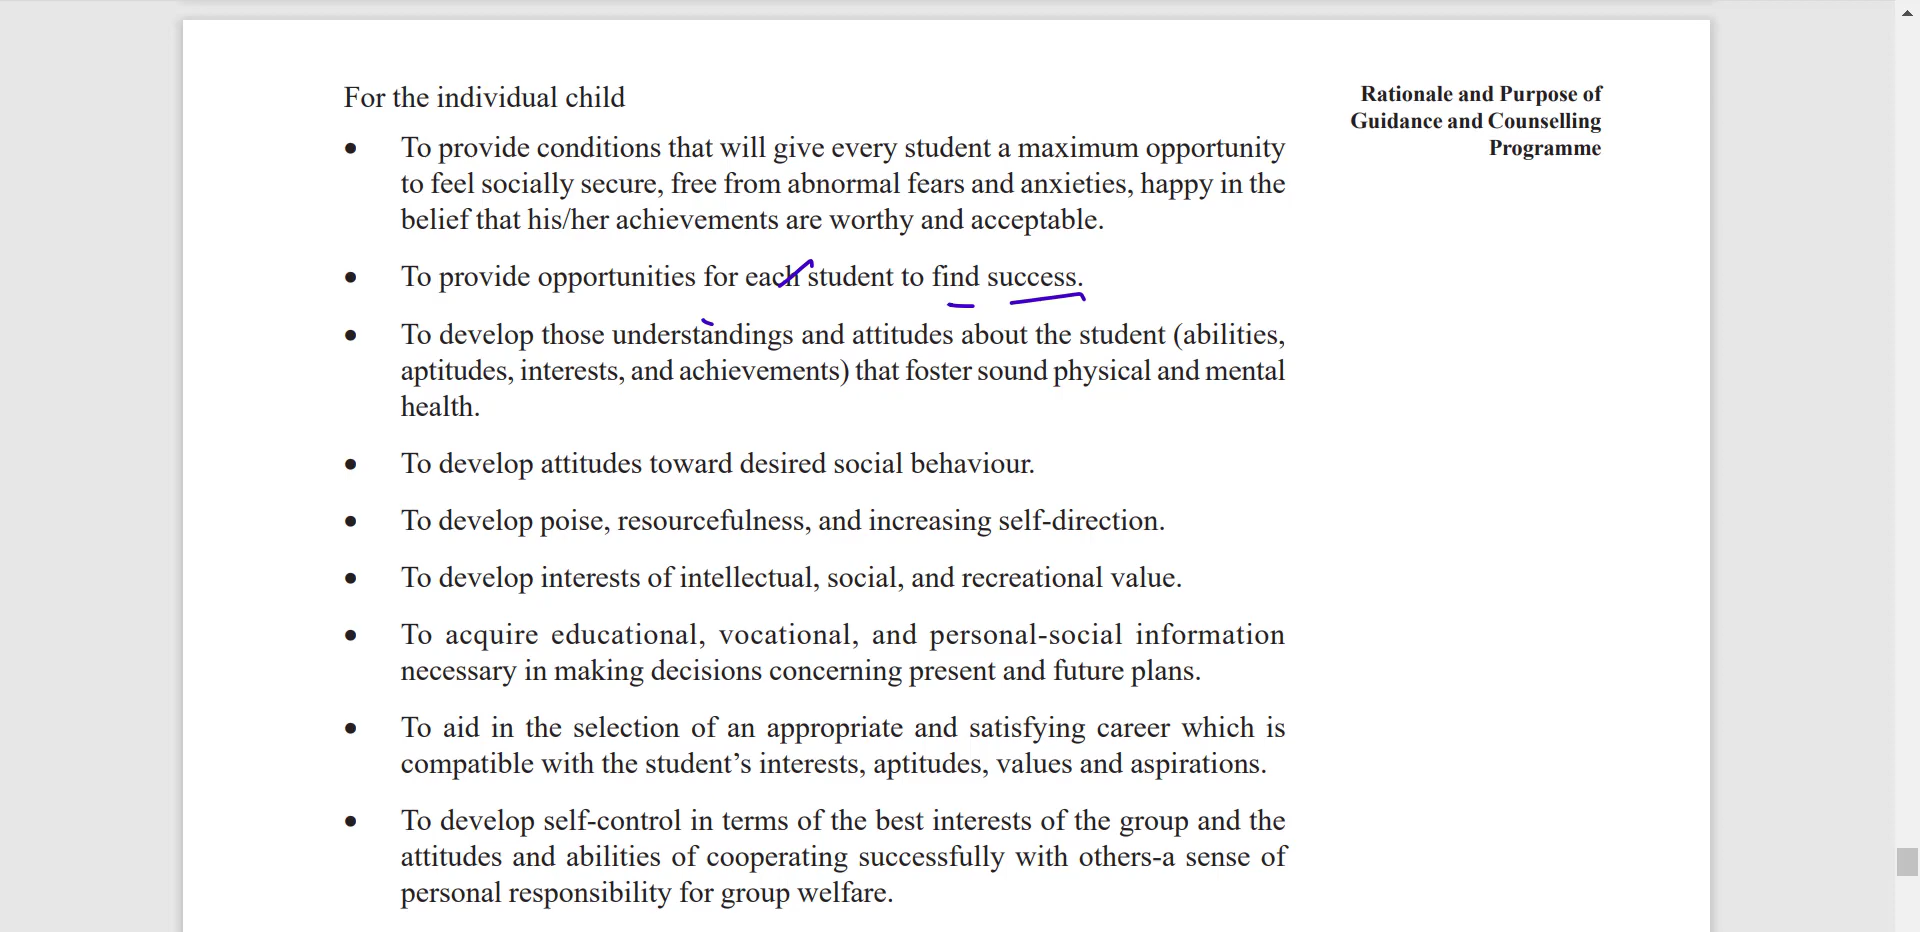 For the individual child
Rationale and Purpose of
Guidance and Counselling
Programme
• To provide conditions that will give every student a maximum opportunity
to feel socially secure, free from abnormal fears and anxieties, happy in the
belief that his/her achievements are worthy and acceptable.
• To provide opportunities for each student to find success.
• To develop those understandings and attitudes about the student (abilities,
aptitudes, interests, and achievements) that foster sound physical and mental
health.
• To develop attitudes toward desired social behaviour.
• To develop poise, resourcefulness, and increasing self-direction.
• To develop interests of intellectual, social, and recreational value.
• To acquire educational, vocational, and personal-social information
necessary in making decisions concerning present and future plans.
• To aid in the selection of an appropriate and satisfying career which is
compatible with the student’s interests, aptitudes, values and aspirations.
• To develop self-control in terms of the best interests of the group and the
attitudes and abilities of cooperating successfully with others-a sense of
personal responsibility for group welfare.